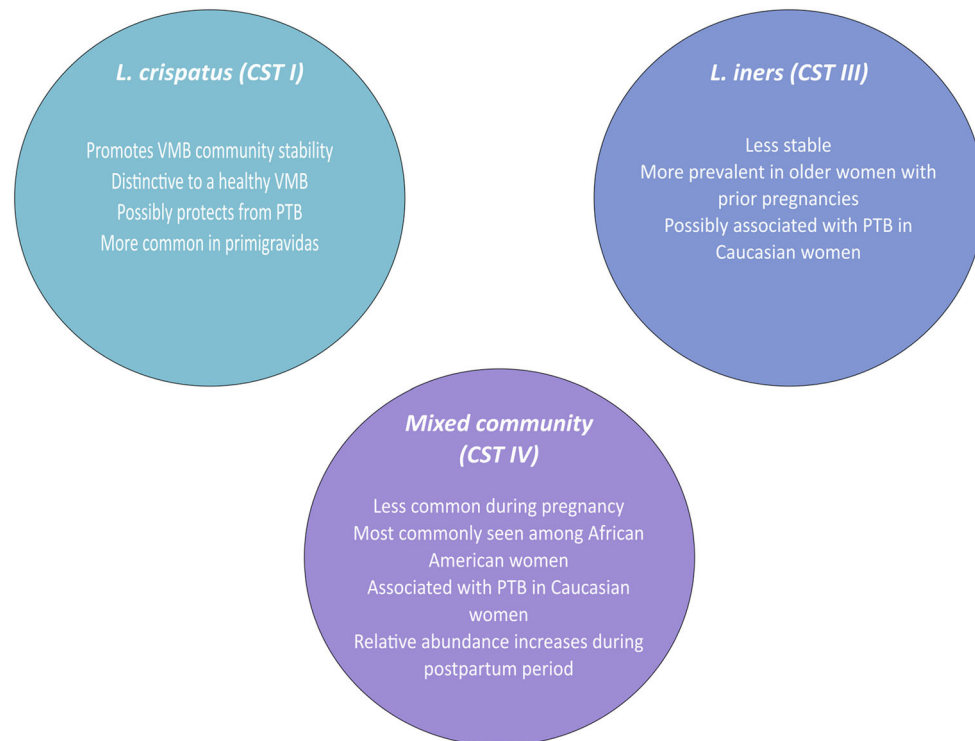 L. crispatus (CST I)
Promotes VMB community stability
Distinctive to a healthy VMB
Possibly protects from PTB
More common in primigravidas
L. iners (CST III)
Less stable
More prevalent in older women with
prior pregnancies
Possibly associated with PTB in
Caucasian women
Mixed community
(CST IV)
Less common during pregnancy
Most commonly seen among African
American women
Associated with PTB in Caucasian
women
Relative abundance increases during
postpartum period